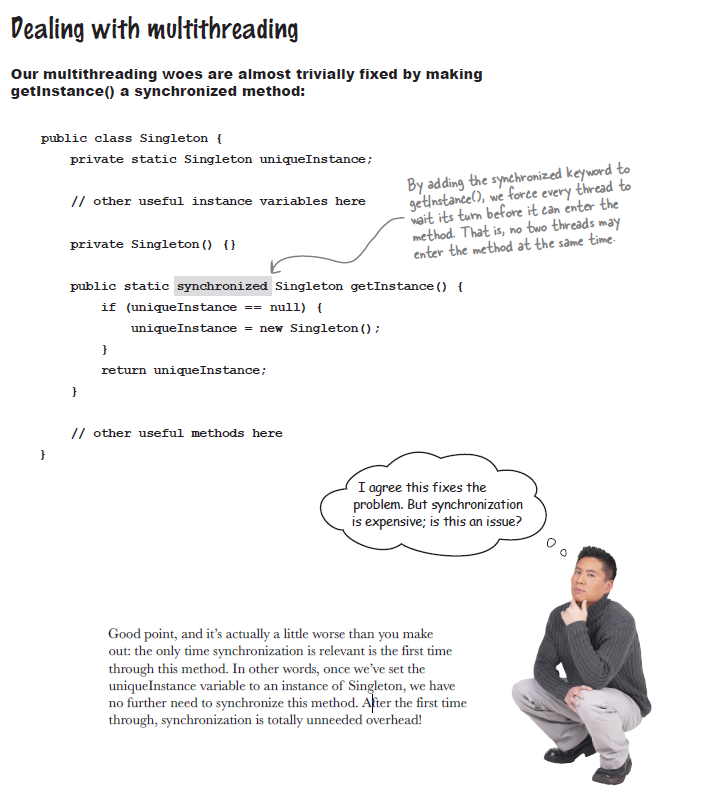 Dealing with multithreading
Our multithreading woes are almost trivially fixed by making
getInstance() a synchronized method:
public class Singleton {
private static Singleton uniqueInstance;
// other useful instance variables here
private Singleton() {}
public static synchronized Singleton getInstance() {
if (uniqueInstance == null) {
uniqueInstance = new Singleton();
}
return uniqueInstance;
}
// other useful methods here
}
By adding the synchronized keyword to
getInstance(), we force every thread to
wait its turn before it can enter the
method. That is, no two threads may
enter the method at the same time.
I agree this fixes the
problem. But synchronization
is expensive; is this an issue?
Good point, and it’s actually a little worse than you make
out: the only time synchronization is relevant is the first time
through this method. In other words, once we’ve set the
uniqueInstance variable to an instance of Singleton, we have
no further need to synchronize this method. After the first time
through, synchronization is totally unneeded overhead!